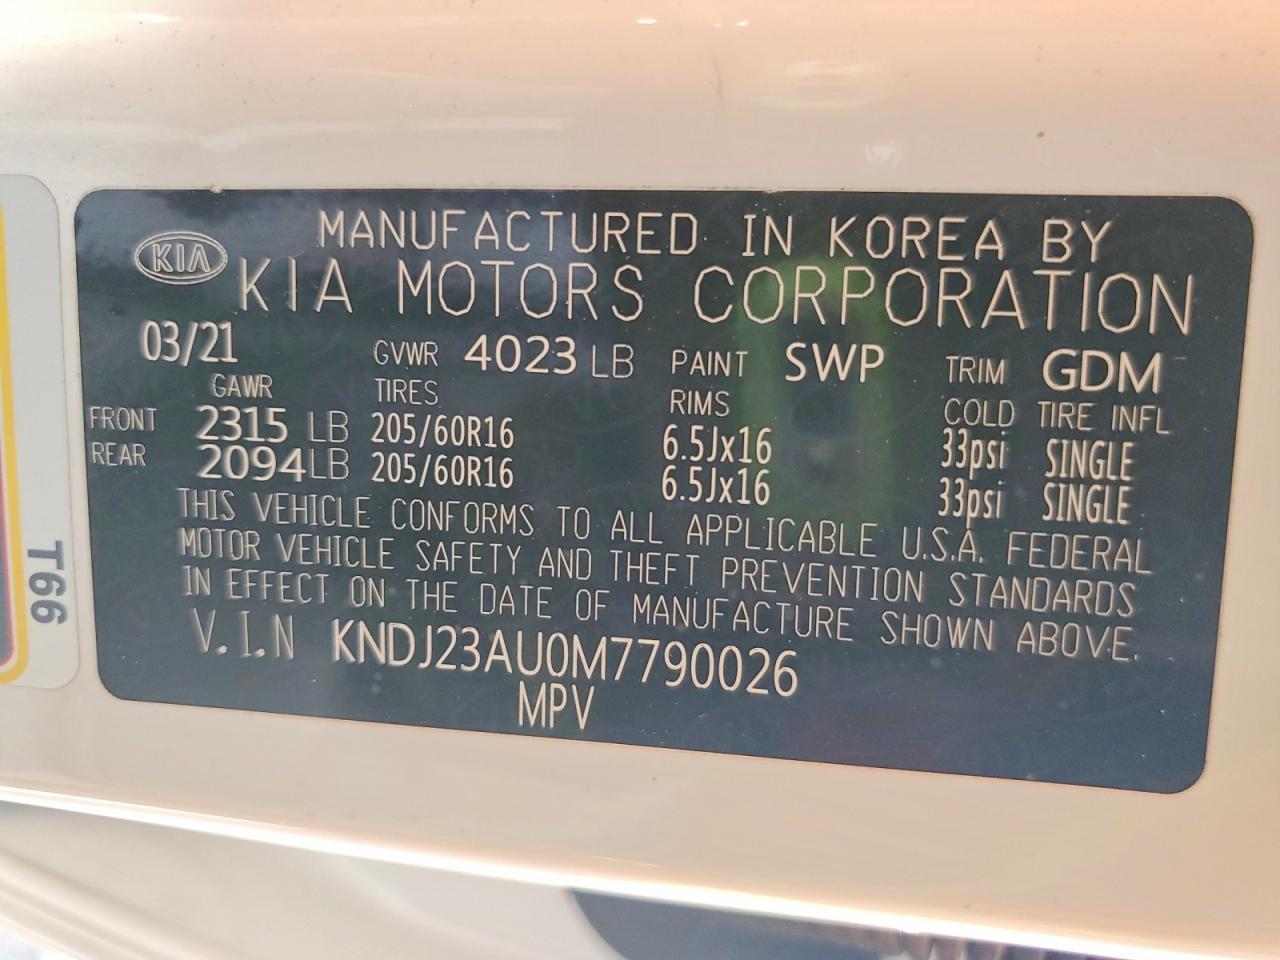 MANUFACTURED IN KOREA BY
KIA KIA MOTORS CORPORATION
03/21 GVWR 4023 LB PAINT SWP TRIM GDM
GAWR TIRES RIMS COLD TIRE INFL
FRONT 2315 LB 205/60R16 6.5Jx16 33psi SINGLE
REAR 2094 LB 205/60R16 6.5Jx16 33psi SINGLE
THIS VEHICLE CONFORMS TO ALL APPLICABLE U.S.A. FEDERAL
MOTOR VEHICLE SAFETY AND THEFT PREVENTION STANDARDS
IN EFFECT ON THE DATE OF MANUFACTURE SHOWN ABOVE.
V.I.N KNDJ23AU0M7790026
MPV
T66